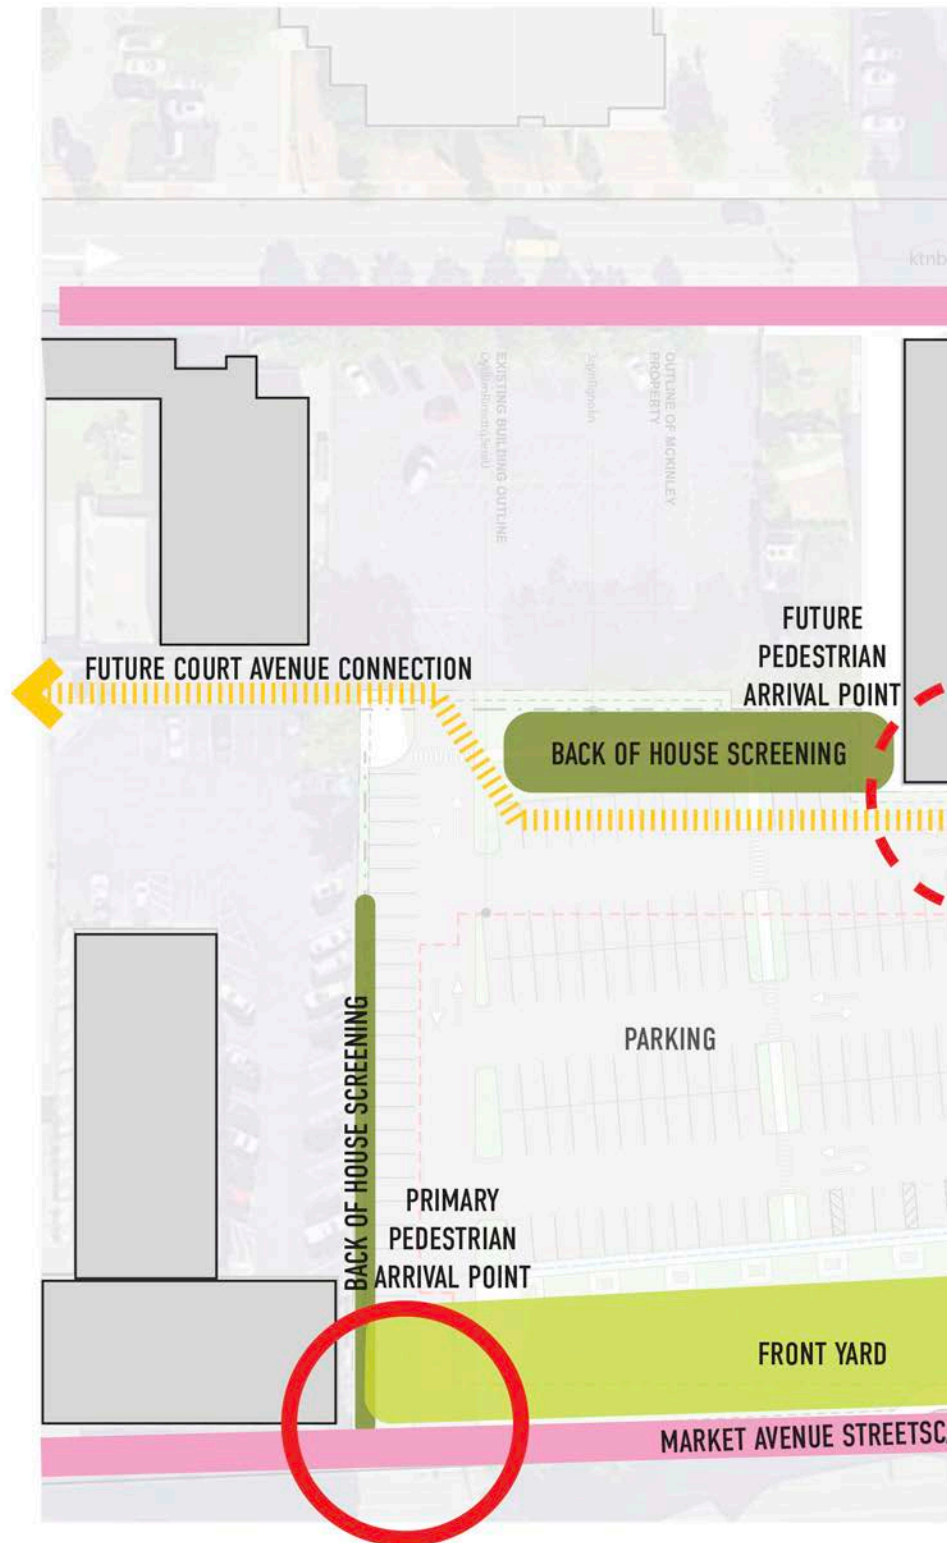 ktnb
EXISTING BUILDING OUTLINE
OUTLINE OF MCKINLEY
PROPERTY
FUTURE
PEDESTRIAN
ARRIVAL POINT
FUTURE COURT AVENUE CONNECTION
BACK OF HOUSE SCREENING
PARKING
BACK OF HOUSE SCREENING
PRIMARY
PEDESTRIAN
ARRIVAL POINT
FRONT YARD
MARKET AVENUE STREETSC